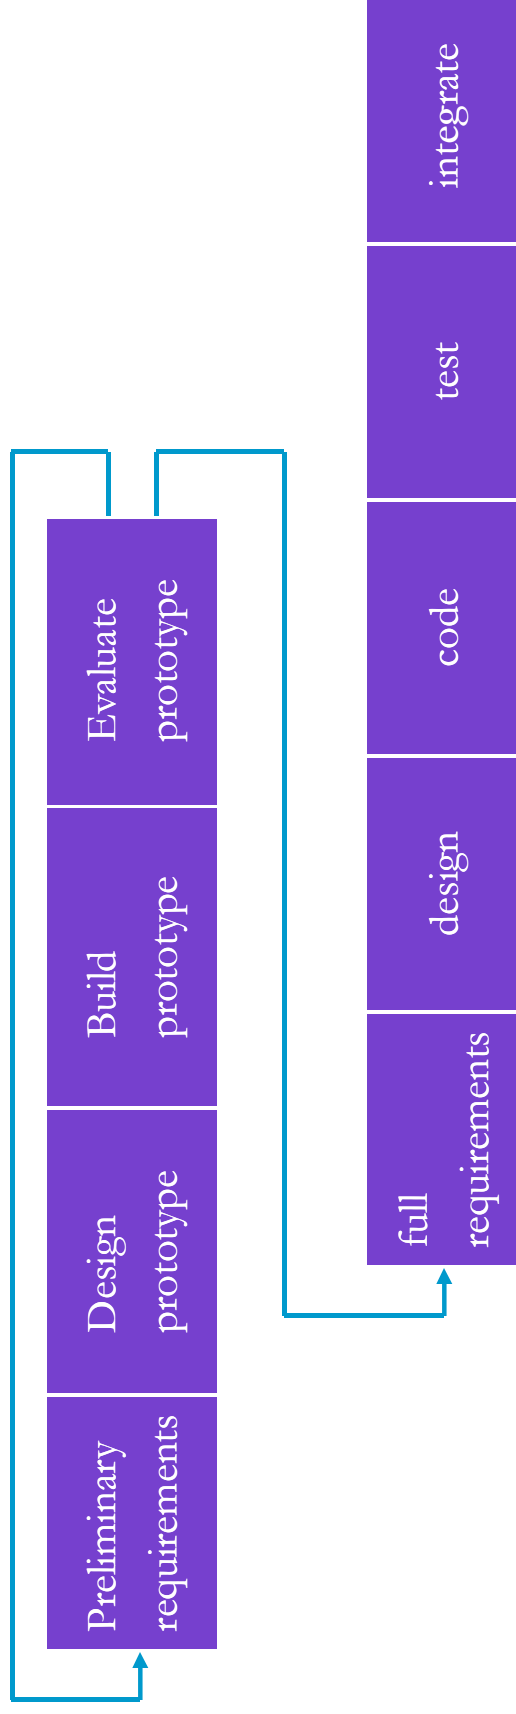 Preliminary
requirements
Design
prototype
Build
prototype
Evaluate
prototype
full
requirements
design
code
test
integrate